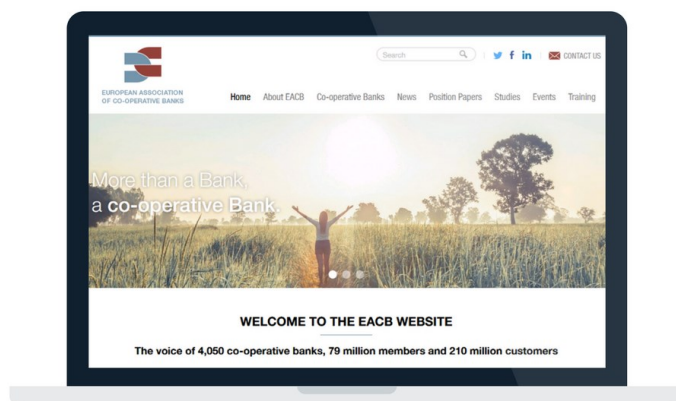 Search
CONTACT US
EUROPEAN ASSOCIATION
OF CO-OPERATIVE BANKS
Home About EACB Co-operative Banks News Position Papers Studies Events Training
More than a Bank,
a co-operative Bank.
WELCOME TO THE EACB WEBSITE
The voice of 4,050 co-operative banks, 79 million members and 210 million customers